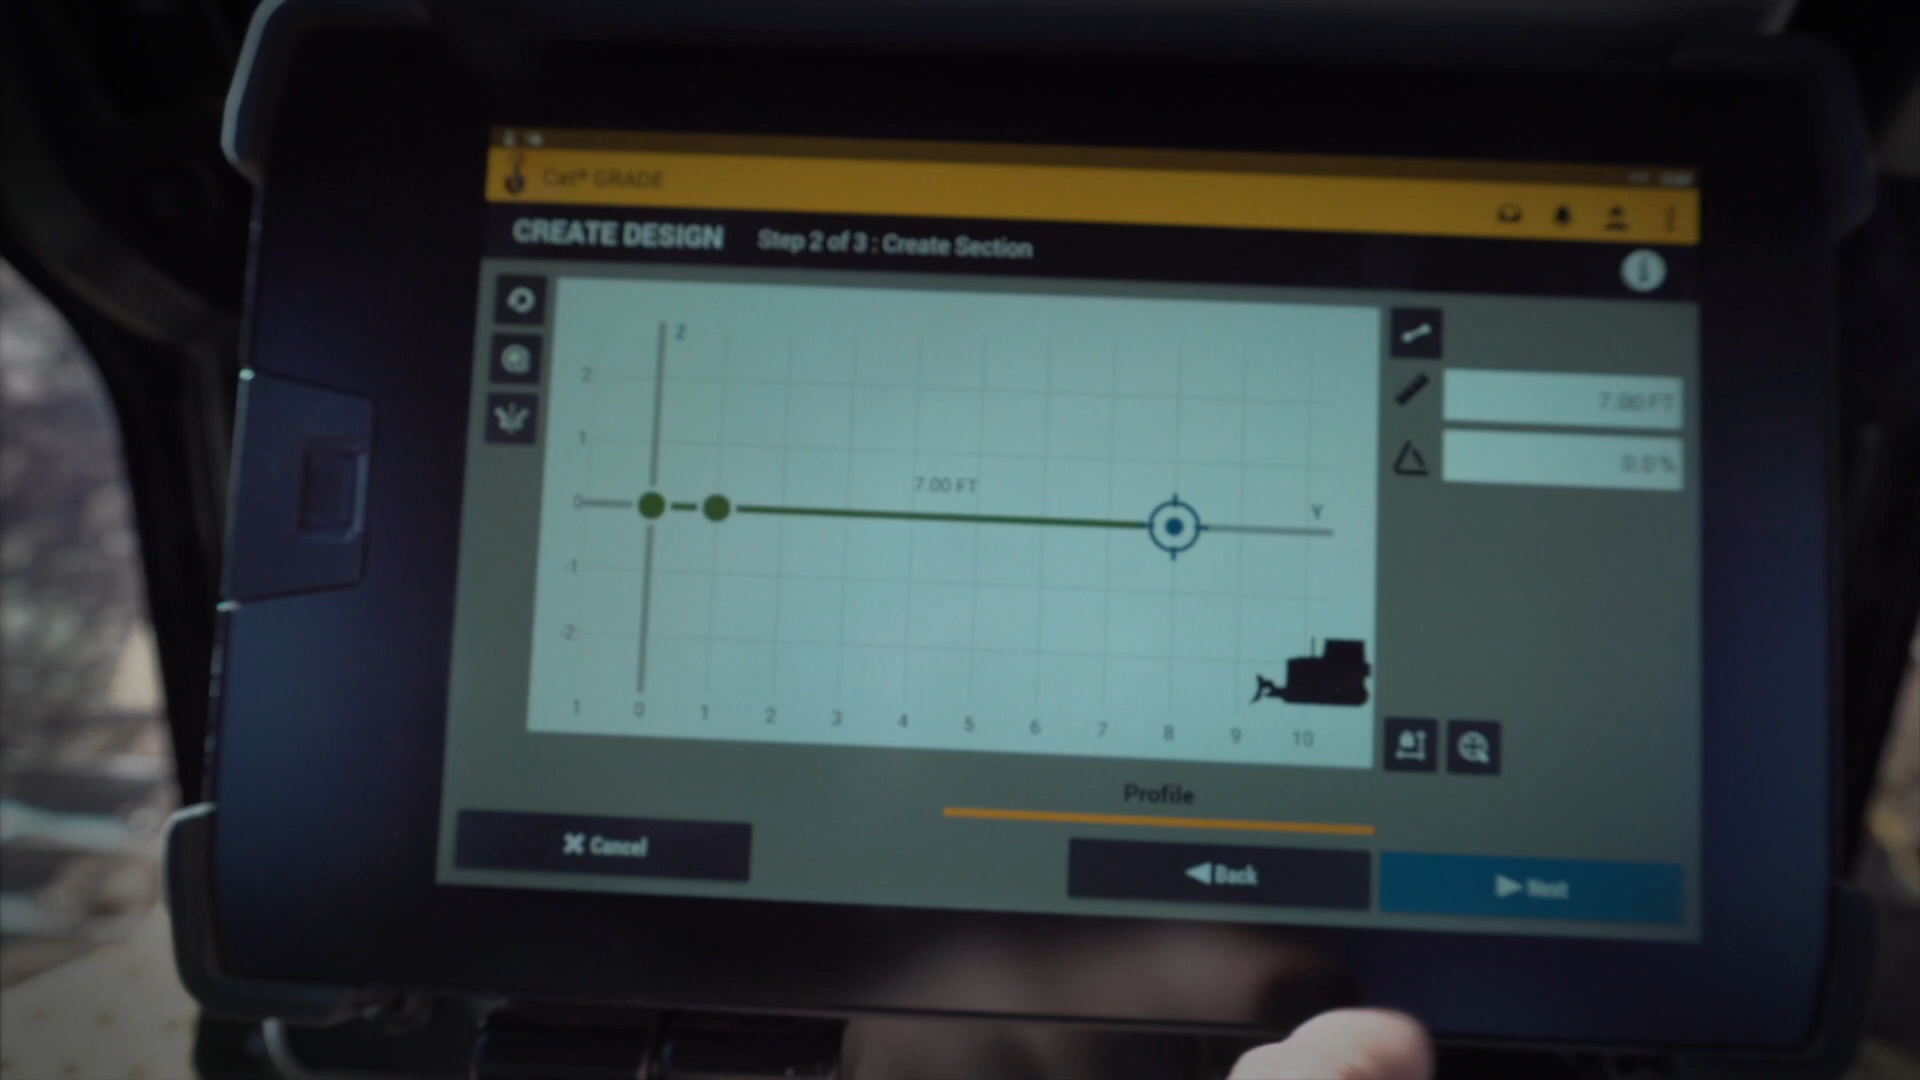 Cat® GRADE
CREATE DESIGN Step 2 of 3 : Create Section
Z
2
1
0
-1
-2
7.00 FT
Y
1 0 1 2 3 4 5 6 7 8 9 10
7.00 FT
0.0 %
Profile
Cancel
Back
Next